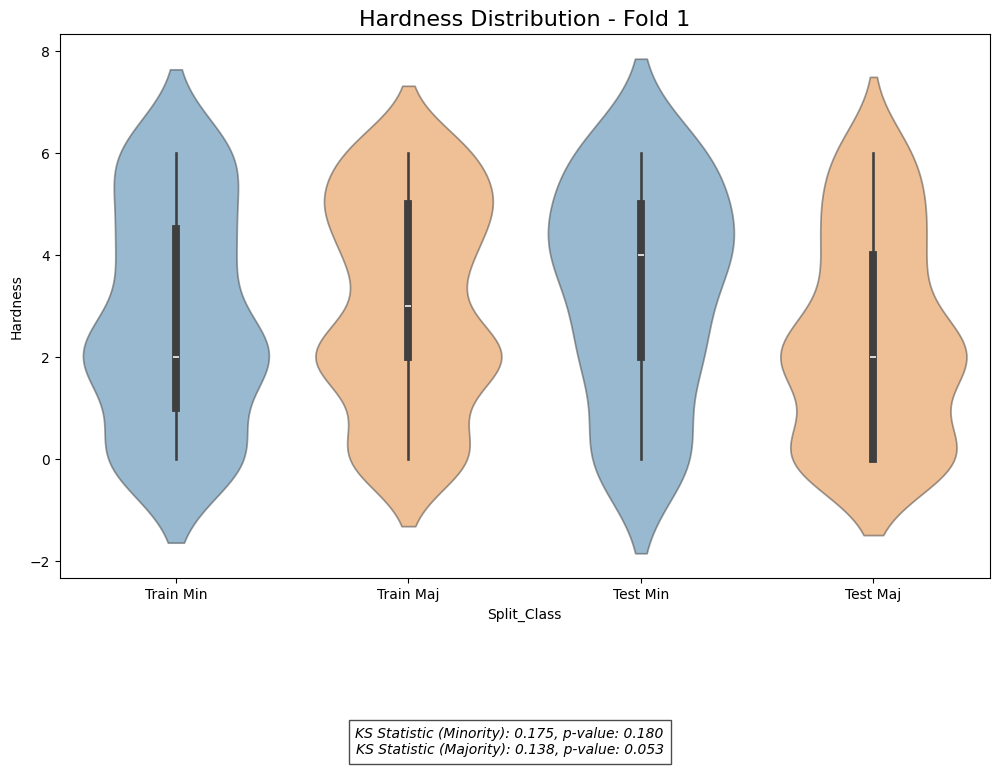 Hardness Distribution - Fold 1
8
6
4
2
0
−2
Hardness
Train Min
Train Maj
Test Min
Test Maj
Split_Class
KS Statistic (Minority): 0.175, p-value: 0.180
KS Statistic (Majority): 0.138, p-value: 0.053